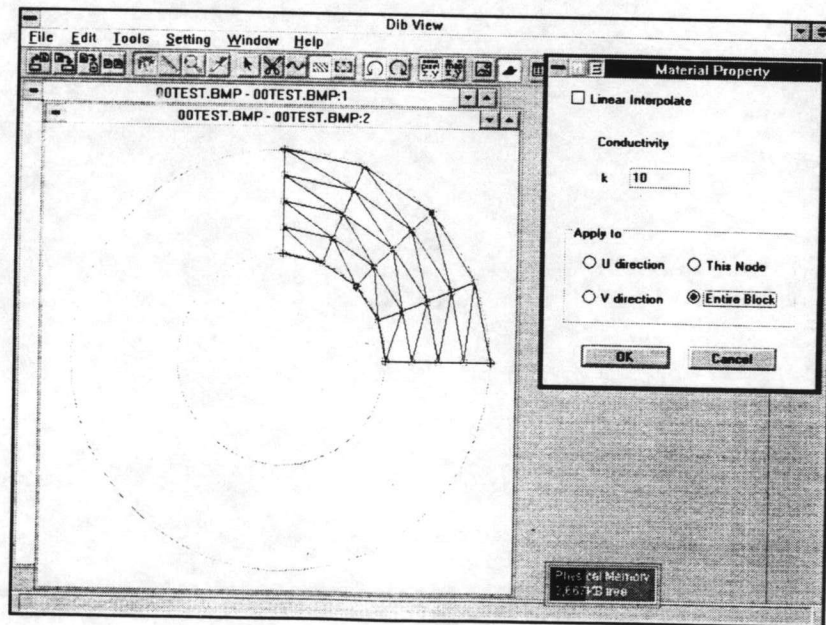 Dib View
File Edit Tools Setting Window Help
00TEST.BMP - 00TEST.BMP:1
00TEST.BMP - 00TEST.BMP:2
Material Property
Linear Interpolate
Conductivity
k 10
Apply to
U direction This Node
V direction Entire Block
OK Cancel
Physical Memory
free